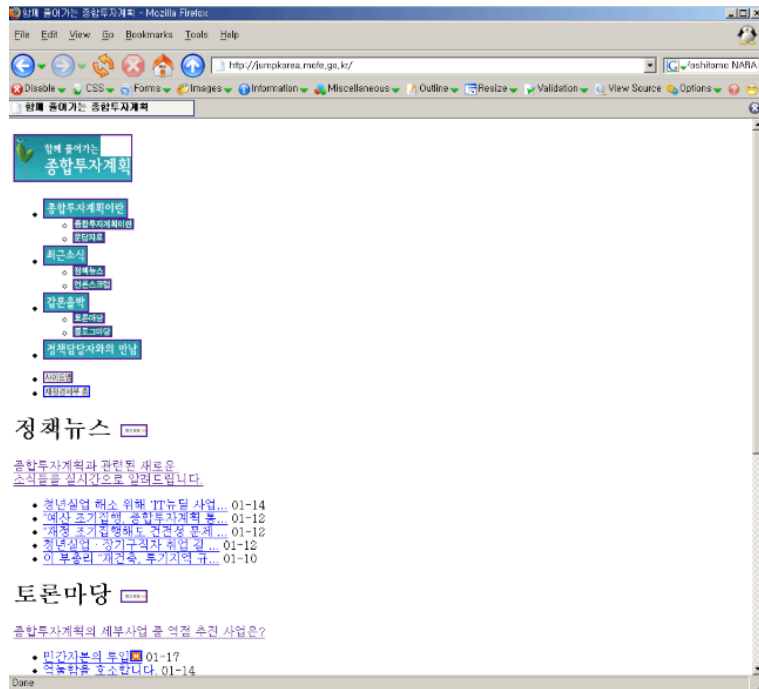 함께 풀어가는 종합투자계획 - Mozilla Firefox
File Edit View Go Bookmarks Tools Help
http://jumpkorea.mofe.go.kr/
oshitomo NARA
Disable CSS Forms Images Information Miscellaneous Outline Resize Validation View Source Options
함께 풀어가는 종합투자계획
함께 풀어가는
종합투자계획
종합투자계획이란
종합투자계획이란
문답자료
최근소식
정책뉴스
언론스크랩
갑론을박
토론마당
블로그마당
정책담당자와의 만남
사이트맵
재정경제부 홈
정책뉴스
종합투자계획과 관련된 새로운
소식들을 실시간으로 알려드립니다.
청년실업 해소 위해 'IT뉴딜 사업... 01-14
"예산 조기집행, 종합투자계획 통... 01-12
"재정 조기집행해도 건전성 문제 ... 01-12
청년실업ㆍ장기구직자 취업 길 ... 01-12
이 부총리 "재건축, 투기지역 규... 01-10
토론마당
종합투자계획의 세부사업 중 역점 추진 사업은?
민간자본의 투입 01-17
억울함을 호소합니다. 01-14
Done